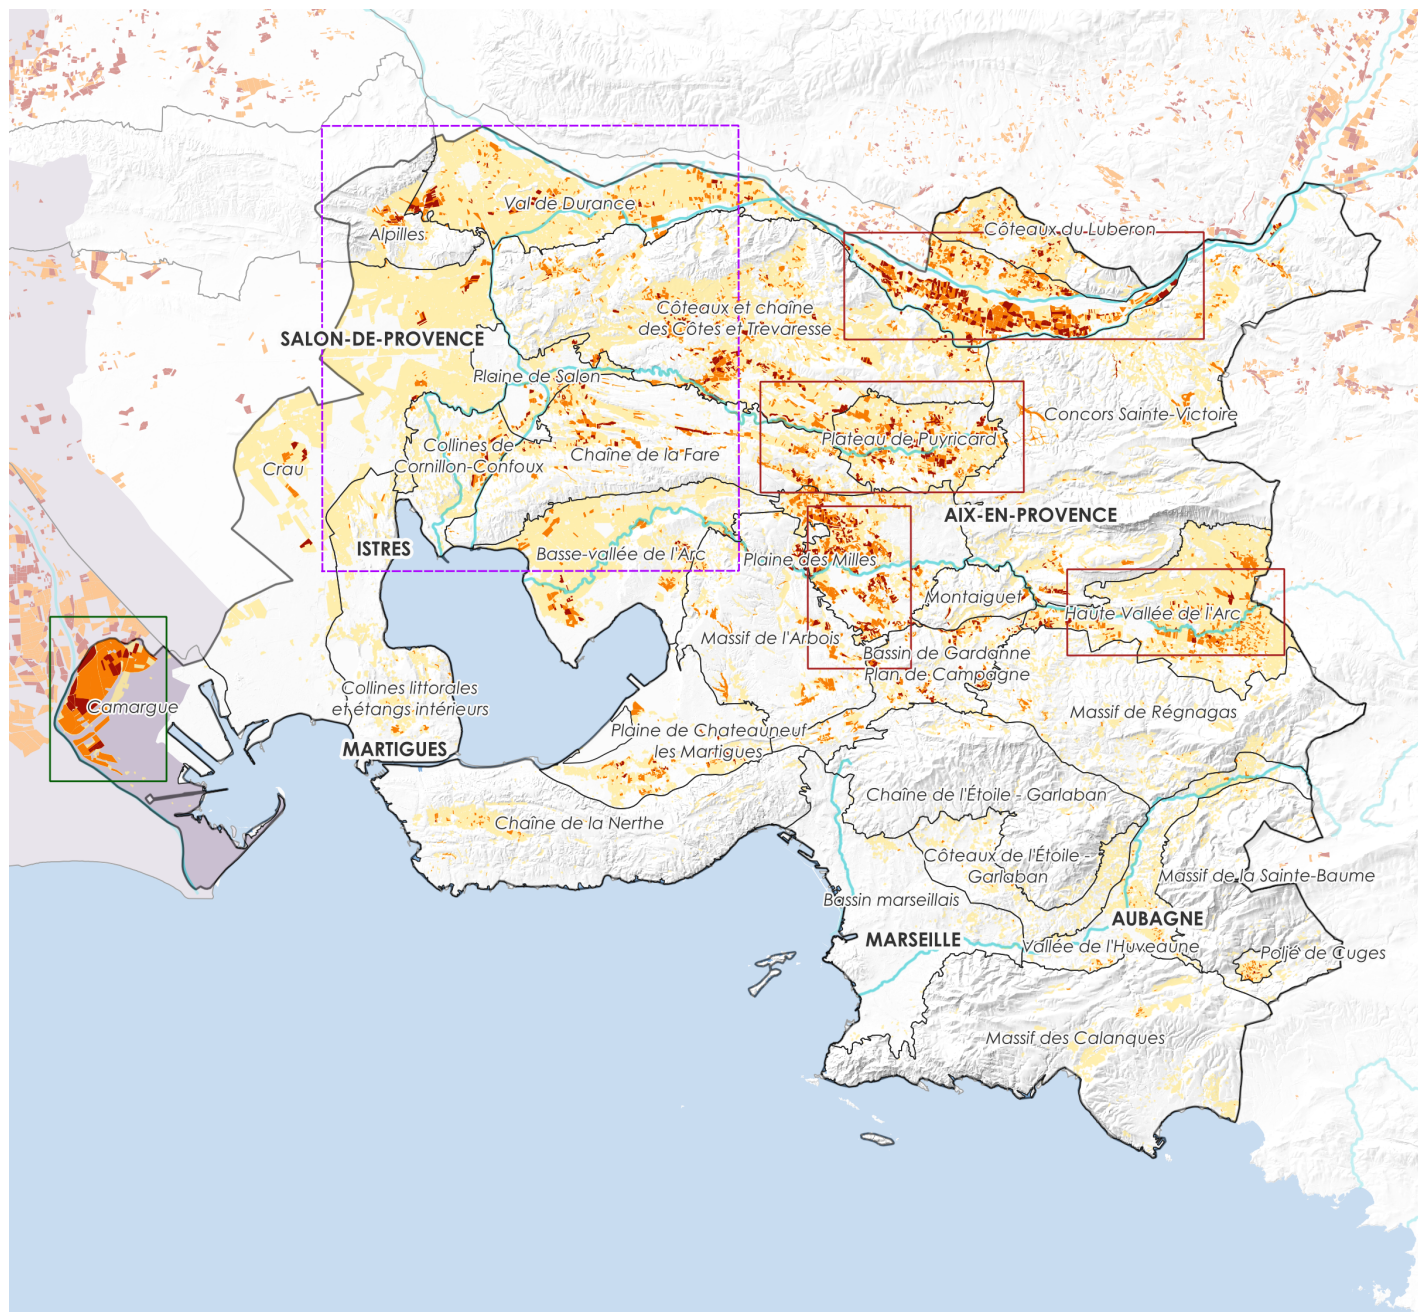 Val de Durance
Alpilles
Côteaux du Luberon
Côteaux et chaîne
des Côtes et Trévaresse
SALON-DE-PROVENCE
Plaine de Salon
Concors Sainte-Victoire
Plateau de Puyricard
Collines de
Cornillon-Confoux
Chaîne de la Fare
Crau
AIX-EN-PROVENCE
ISTRES
Basse-vallée de l'Arc
Plaine des Milles
Montaiguet
Haute Vallée de l'Arc
Massif de l'Arbois
Bassin de Gardanne
Plan de Campagne
Collines littorales
et étangs intérieurs
Camargue
Massif de Régnagas
Plaine de Chateauneuf
les Martigues
MARTIGUES
Chaîne de l'Étoile - Garlaban
Chaîne de la Nerthe
Côteaux de l'Étoile -
Garlaban
Massif de la Sainte-Baume
Bassin marseillais
AUBAGNE
MARSEILLE
Vallée de l'Huveaune
Poljé de Cuges
Massif des Calanques